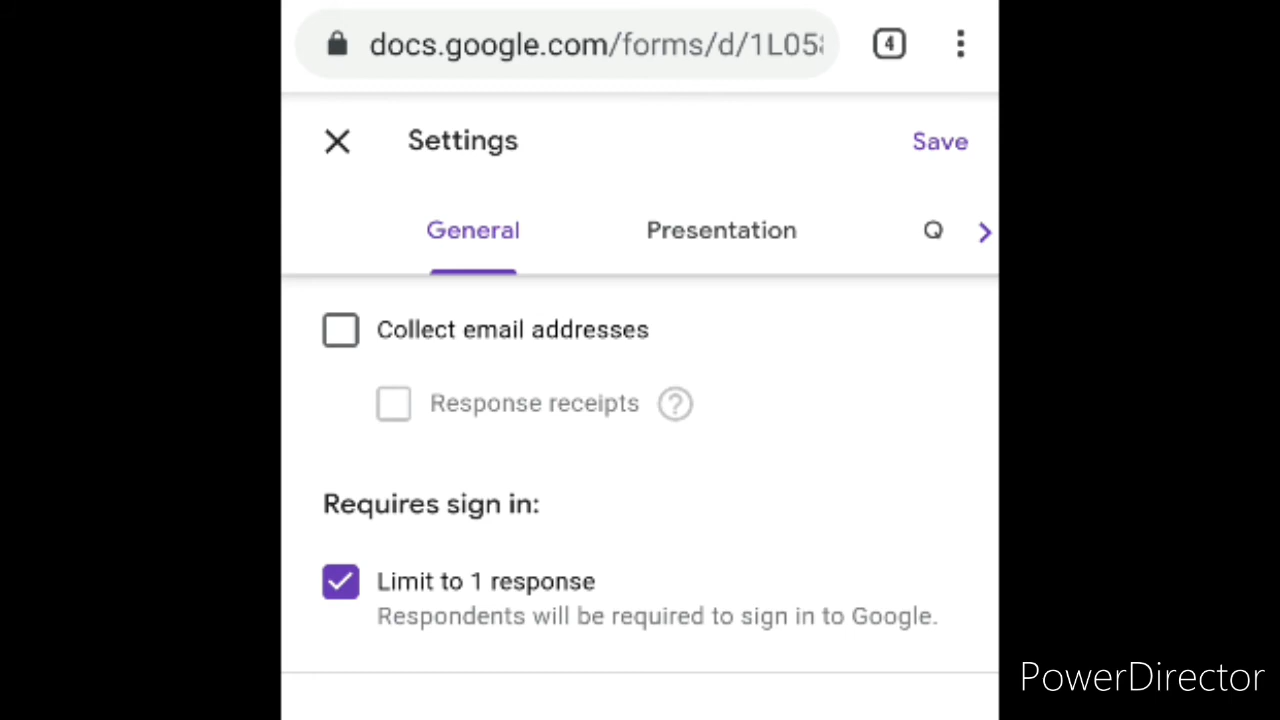 docs.google.com/forms/d/1L058
4
Settings
Save
General
Presentation
Q
Collect email addresses
Response receipts ?
Requires sign in:
Limit to 1 response
Respondents will be required to sign in to Google.
PowerDirector